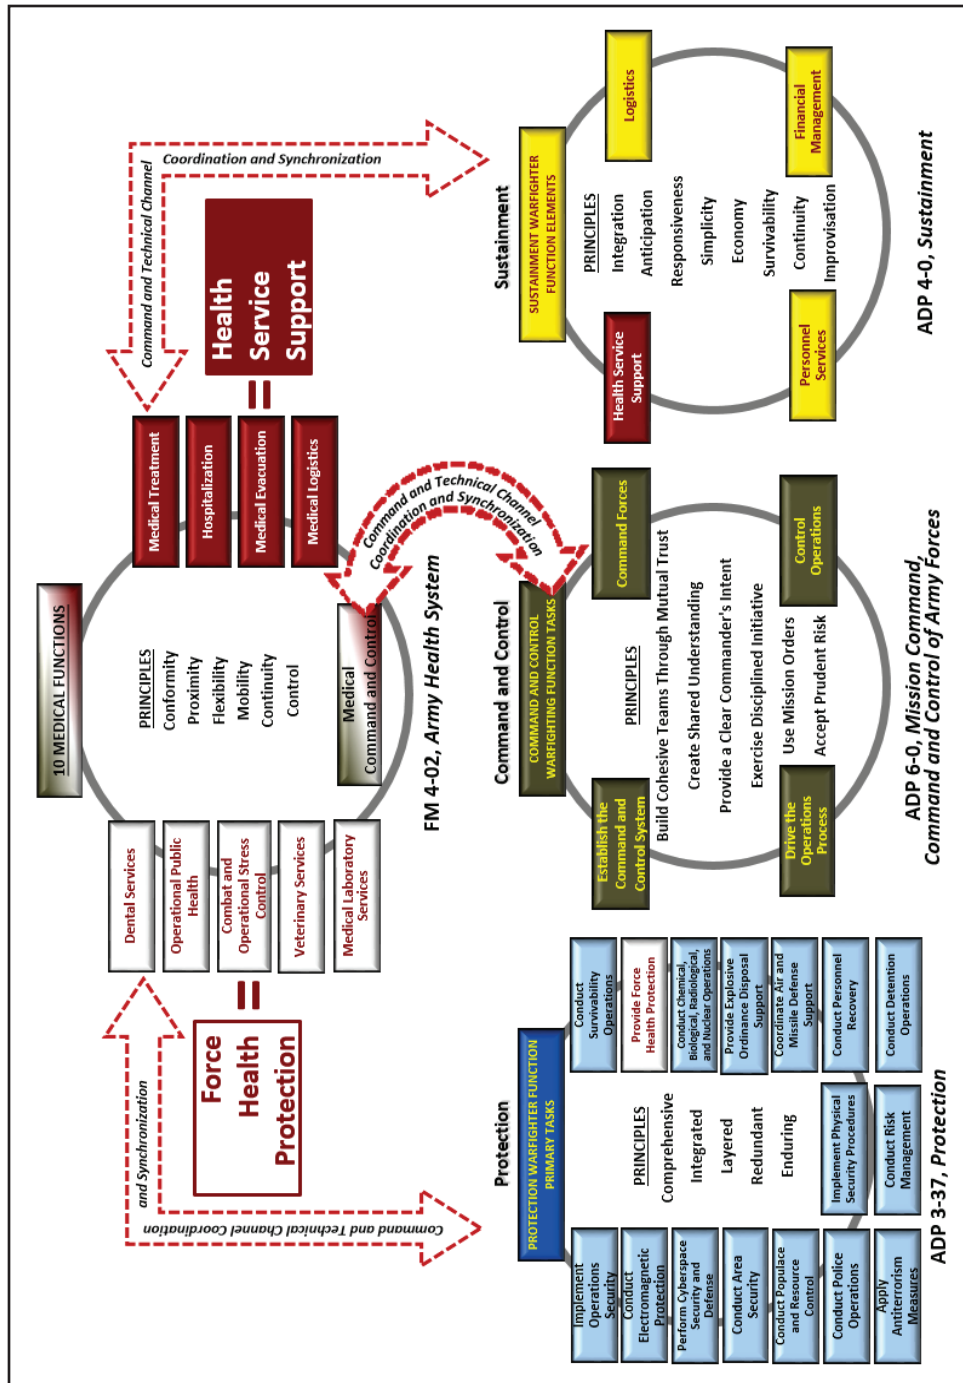 10 MEDICAL FUNCTIONS
PRINCIPLES
Conformity
Proximity
Flexibility
Mobility
Continuity
Control
Medical
Command and Control
FM 4-02, Army Health System
Dental Services
Operational Public
Health
Combat and
Operational Stress
Control
Veterinary Services
Medical Laboratory
Services
Force
Health
Protection
=
Command and Technical Channel Coordination
and Synchronization
Medical Treatment
Hospitalization
Medical Evacuation
Medical Logistics
=
Health
Service
Support
Command and Technical Channel
Coordination and Synchronization
Command and Technical Channel
Coordination and Synchronization
Protection
PROTECTION WARFIGHTER FUNCTION
PRIMARY TASKS
Implement
Operations
Security
Conduct
Electromagnetic
Protection
Perform Cyberspace
Security and
Defense
Conduct Area
Security
Conduct Populace
and Resource
Control
Conduct Police
Operations
Apply
Antiterrorism
Measures
PRINCIPLES
Comprehensive
Integrated
Layered
Redundant
Enduring
Implement Physical
Security Procedures
Conduct Risk
Management
Conduct
Survivability
Operations
Provide Force
Health Protection
Conduct Chemical,
Biological, Radiological,
and Nuclear Operations
Provide Explosive
Ordinance Disposal
Support
Coordinate Air and
Missile Defense
Support
Conduct Personnel
Recovery
Conduct Detention
Operations
ADP 3-37, Protection
Command and Control
COMMAND AND CONTROL
WARFIGHTING FUNCTION TASKS
Establish the
Command and
Control System
Command Forces
PRINCIPLES
Build Cohesive Teams Through Mutual Trust
Create Shared Understanding
Provide a Clear Commander's Intent
Exercise Disciplined Initiative
Use Mission Orders
Accept Prudent Risk
Drive the
Operations
Process
Control
Operations
ADP 6-0, Mission Command,
Command and Control of Army Forces
Sustainment
SUSTAINMENT WARFIGHTER
FUNCTION ELEMENTS
Health Service
Support
Logistics
PRINCIPLES
Integration
Anticipation
Responsiveness
Simplicity
Economy
Survivability
Continuity
Improvisation
Personnel
Services
Financial
Management
ADP 4-0, Sustainment